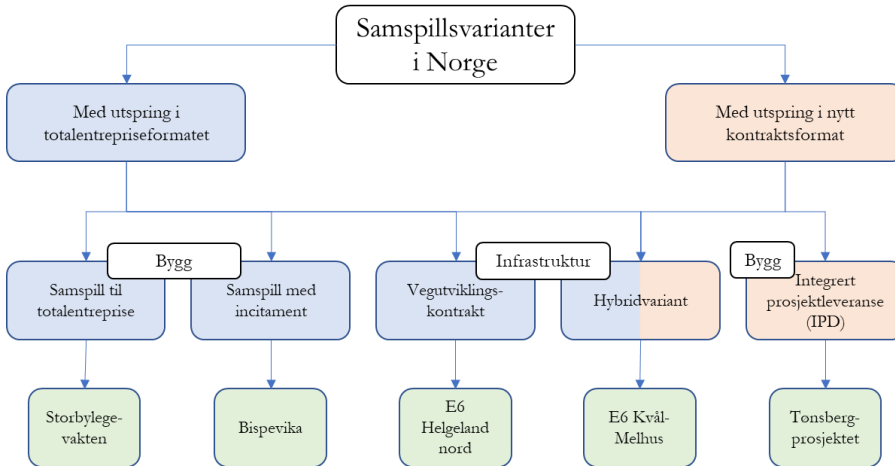 Samspillsvarianter
i Norge
Med utspring i
totalentrepriseformatet
Med utspring i nytt
kontraktsformat
Bygg
Infrastruktur
Bygg
Samspill til
totalentreprise
Samspill med
incitament
Vegutviklings-
kontrakt
Hybridvariant
Integrert
prosjektleveranse
(IPD)
Storbylege-
vakten
Bispevika
E6
Helgeland
nord
E6 Kvål-
Melhus
Tønsberg-
prosjektet